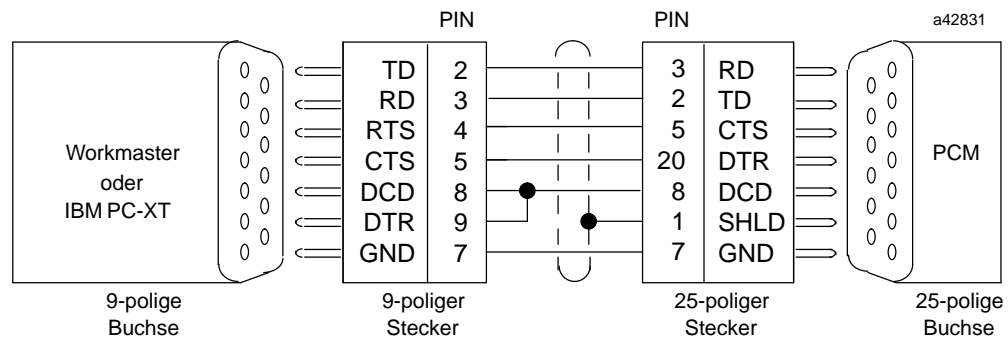 PIN PIN a42831
TD 2 3 RD
RD 3 2 TD
RTS 4 5 CTS
CTS 5 20 DTR
DCD 8 8 DCD
DTR 9 1 SHLD
GND 7 7 GND
Workmaster
oder
IBM PC-XT
PCM
9-polige
Buchse
9-poliger
Stecker
25-poliger
Stecker
25-polige
Buchse